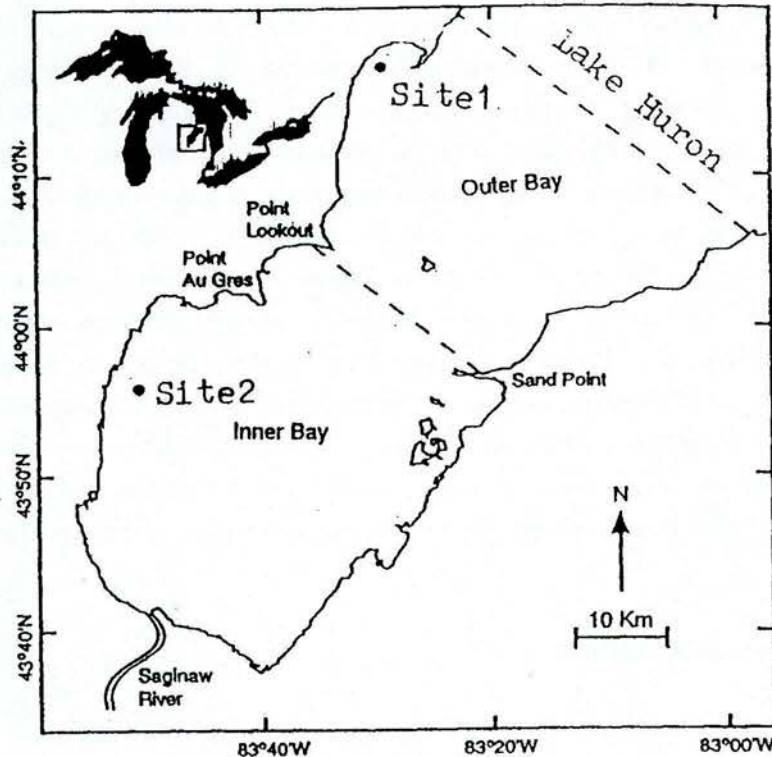 Lake Huron
Site1
44°10'N
Outer Bay
Point
Lookout
Point
Au Gres
44°00'N
Sand Point
Site2
Inner Bay
43°50'N
N
10 Km
43°40'N
Saginaw
River
83°40'W
83°20'W
83°00'W